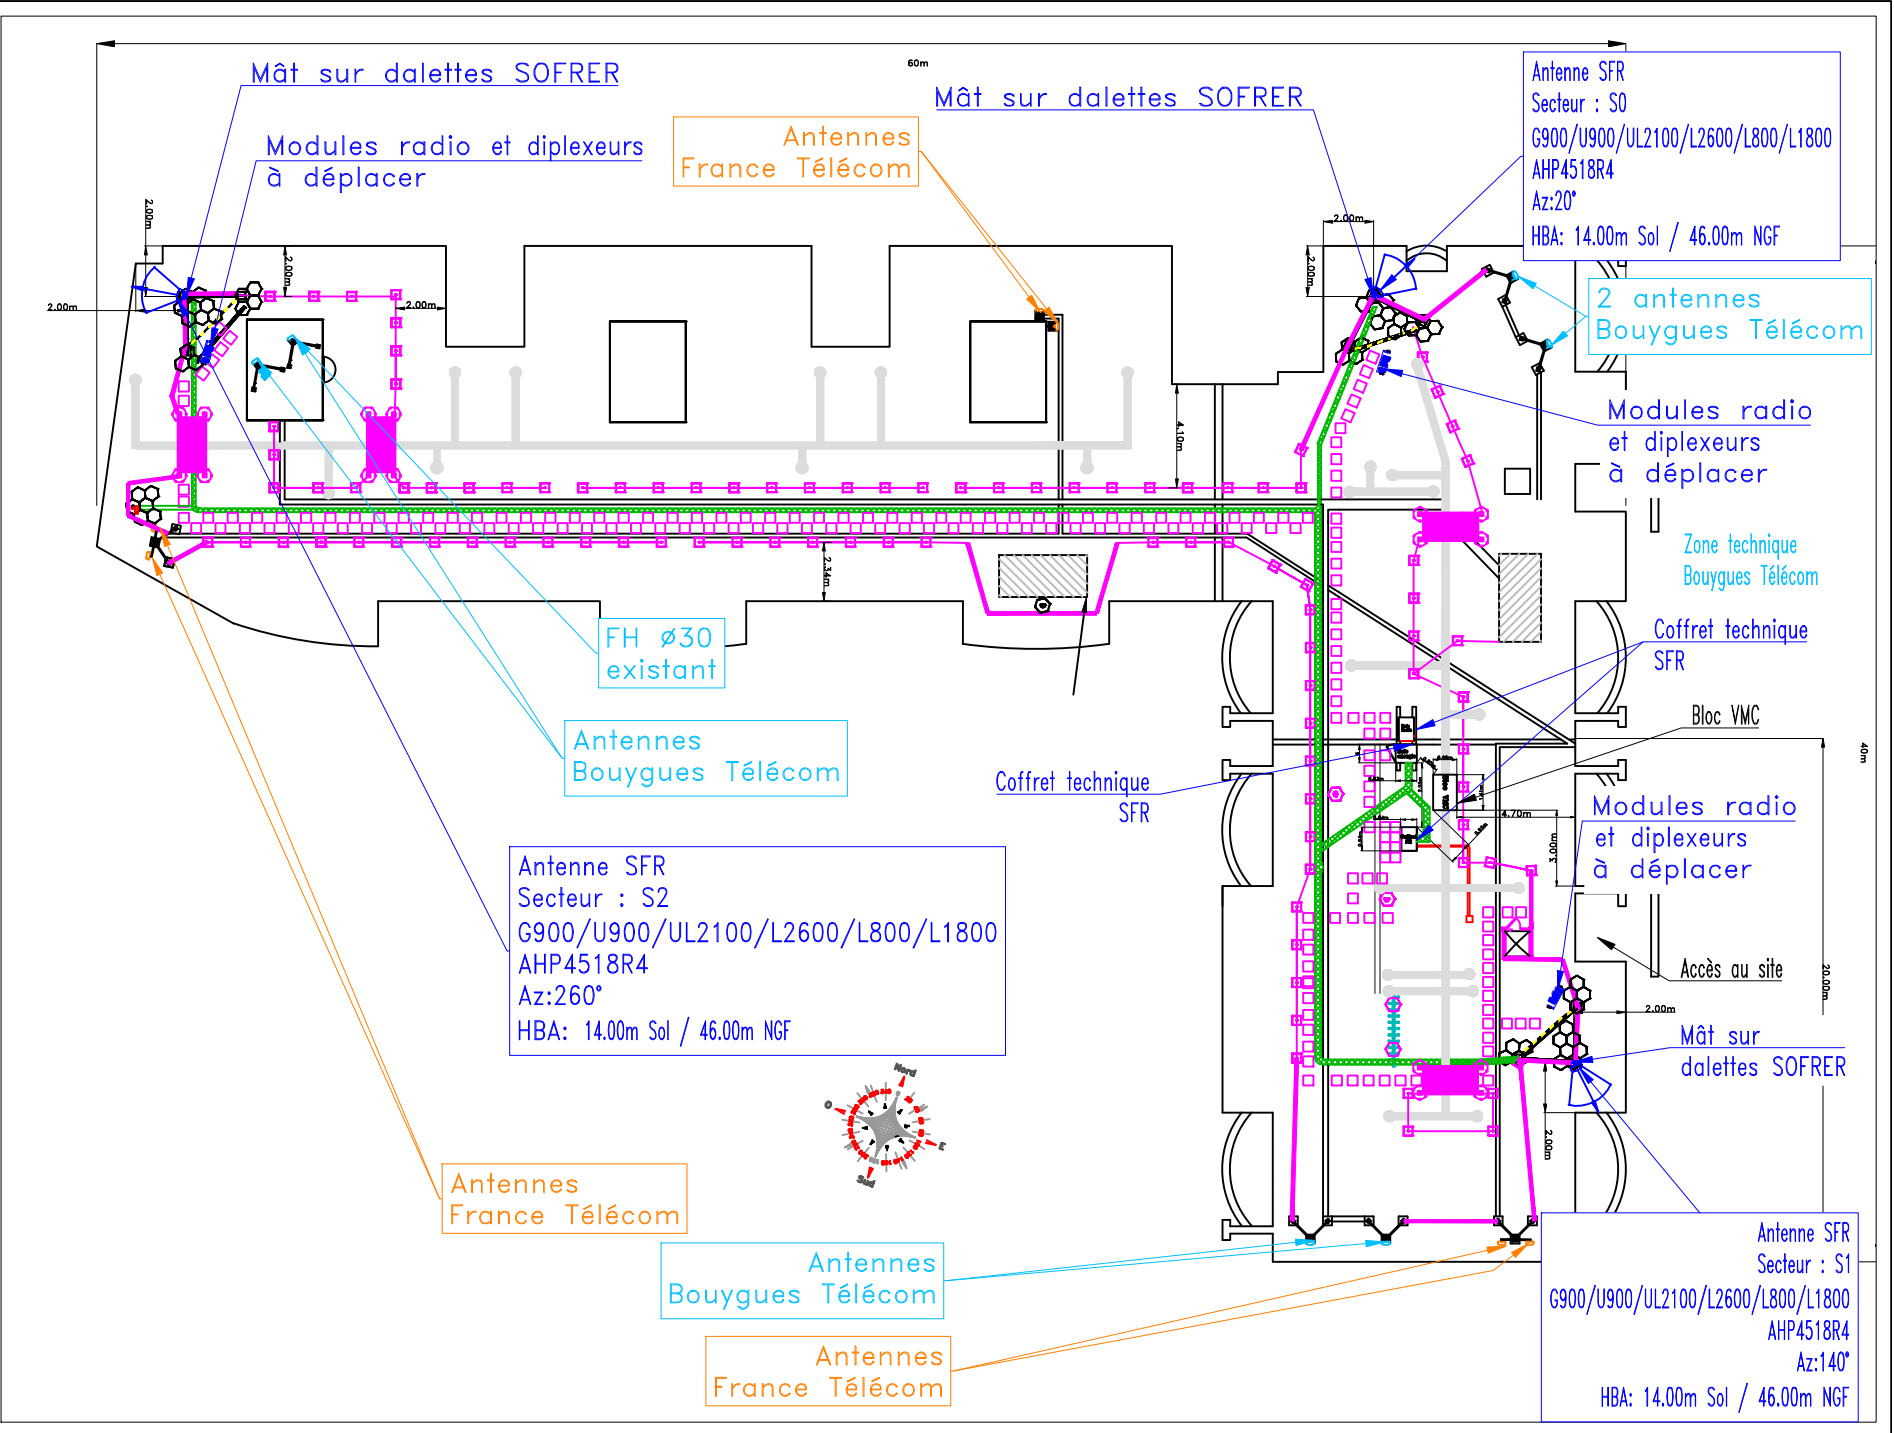 60m
Mât sur dalettes SOFRER
Modules radio et diplexeurs
à déplacer
Antennes
France Télécom
Mât sur dalettes SOFRER
Antenne SFR
Secteur : S0
G900/U900/UL2100/L2600/L800/L1800
AHP4518R4
Az:20°
HBA: 14.00m Sol / 46.00m NGF
2.00m
2.00m
2.00m
2.00m
2.00m
2.00m
2 antennes
Bouygues Télécom
Modules radio
et diplexeurs
à déplacer
4.10m
2.34m
Zone technique
Bouygues Télécom
Coffret technique
SFR
FH ø30
existant
Bloc VMC
40m
Antennes
Bouygues Télécom
Coffret technique
SFR
4.70m
3.00m
Modules radio
et diplexeurs
à déplacer
Antenne SFR
Secteur : S2
G900/U900/UL2100/L2600/L800/L1800
AHP4518R4
Az:260°
HBA: 14.00m Sol / 46.00m NGF
Accès au site
20.00m
2.00m
Mât sur
dalettes SOFRER
2.00m
Nord
O
Sud
Antennes
France Télécom
Antennes
Bouygues Télécom
Antennes
France Télécom
Antenne SFR
Secteur : S1
G900/U900/UL2100/L2600/L800/L1800
AHP4518R4
Az:140°
HBA: 14.00m Sol / 46.00m NGF